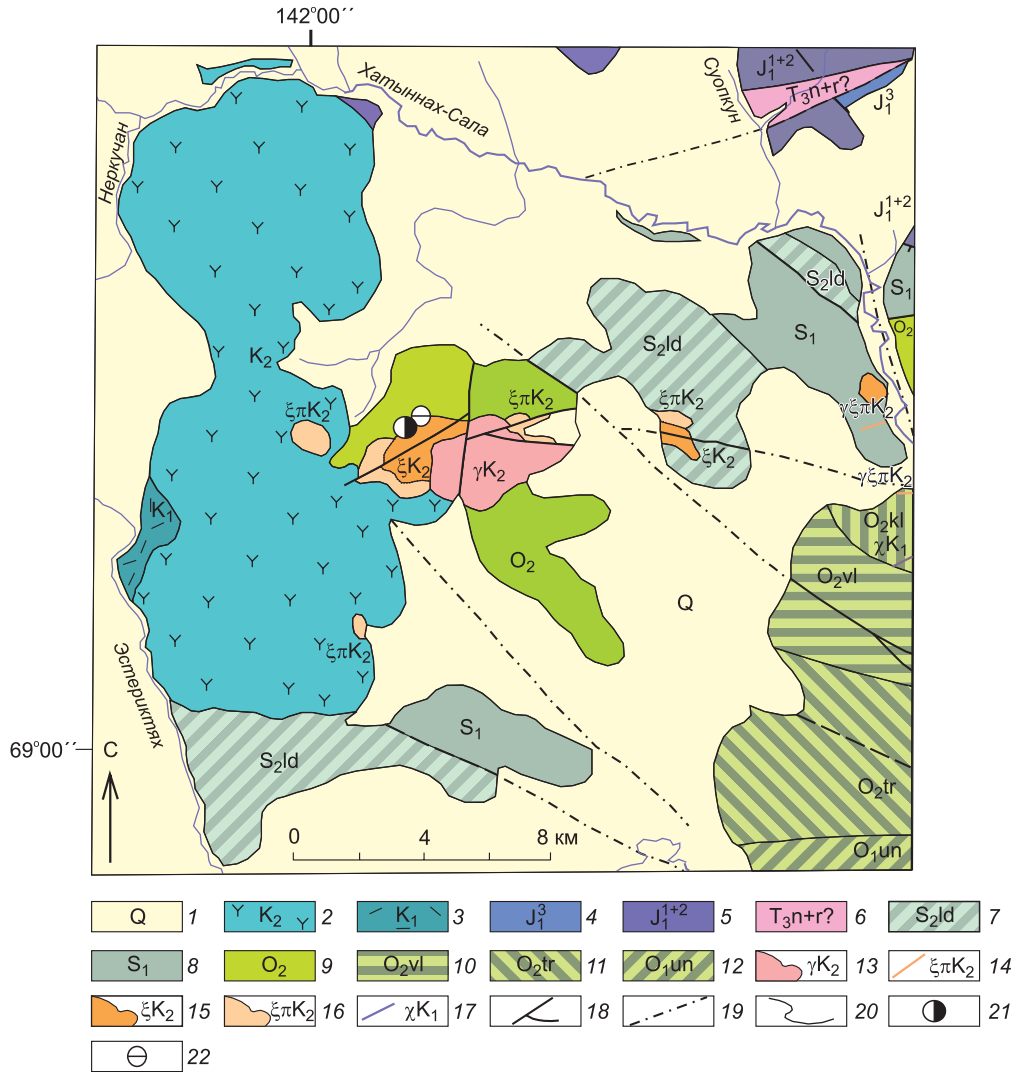 142°00´´
Хатыннах-Сала
Суопкун
Неркучан
J₁¹⁺²
T₃n+r?
J₁³
J₁¹⁺²
S₂ld
S₁
S₁
O₂
S₂ld
K₂
ξπK₂
ξπK₂
ξπK₂
γξπK₂
ξK₂
γK₂
ξK₂
γξπK₂
K₁
O₂kl
χK₁
O₂
O₂vl
Q
ξπK₂
Эстериктях
S₁
69°00´´
С
S₂ld
O₂tr
0 4 8 км
O₁un
Q 1 K₂ 2 K₁ 3 J₁³ 4 J₁¹⁺² 5 T₃n+r? 6 S₂ld 7
S₁ 8 O₂ 9 O₂vl 10 O₂tr 11 O₁un 12 γK₂ 13 ξπK₂ 14
ξK₂ 15 ξπK₂ 16 χK₁ 17 18 19 20 21
22